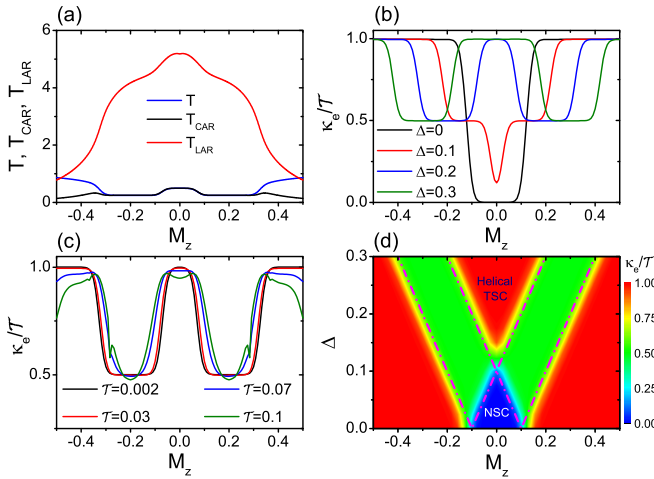 (a)
6
4
2
0
T, T_CAR, T_LAR
T
T_CAR
T_LAR
-0.4 -0.2 0.0 0.2 0.4
M_z
(b)
1.0
0.5
0.0
κ_e/𝒯
Δ=0
Δ=0.1
Δ=0.2
Δ=0.3
-0.4 -0.2 0.0 0.2 0.4
M_z
(c)
1.0
0.5
κ_e/𝒯
𝒯=0.002 𝒯=0.07
𝒯=0.03 𝒯=0.1
-0.4 -0.2 0.0 0.2 0.4
M_z
(d)
0.3
0.2
0.1
0.0
Δ
Helical
TSC
NSC
-0.4 -0.2 0.0 0.2 0.4
M_z
κ_e/𝒯
1.00
0.75
0.50
0.25
0.00